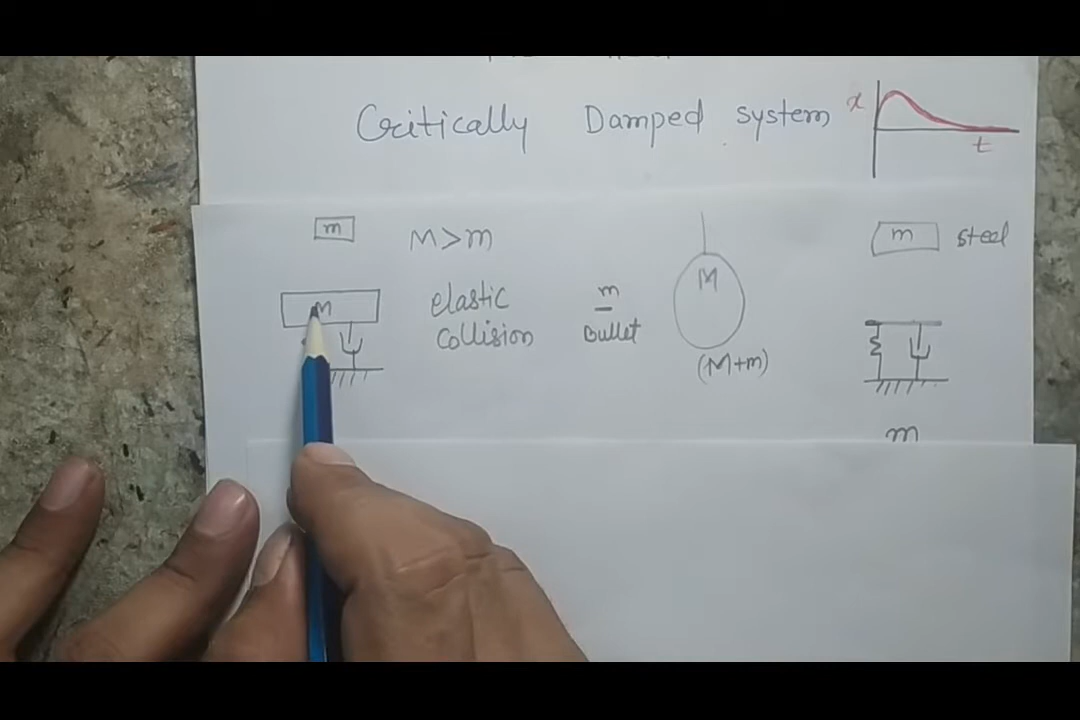 Critically Damped system
x
t
m
M>m
M
elastic
collision
m
Bullet
M
(M+m)
m steel
m